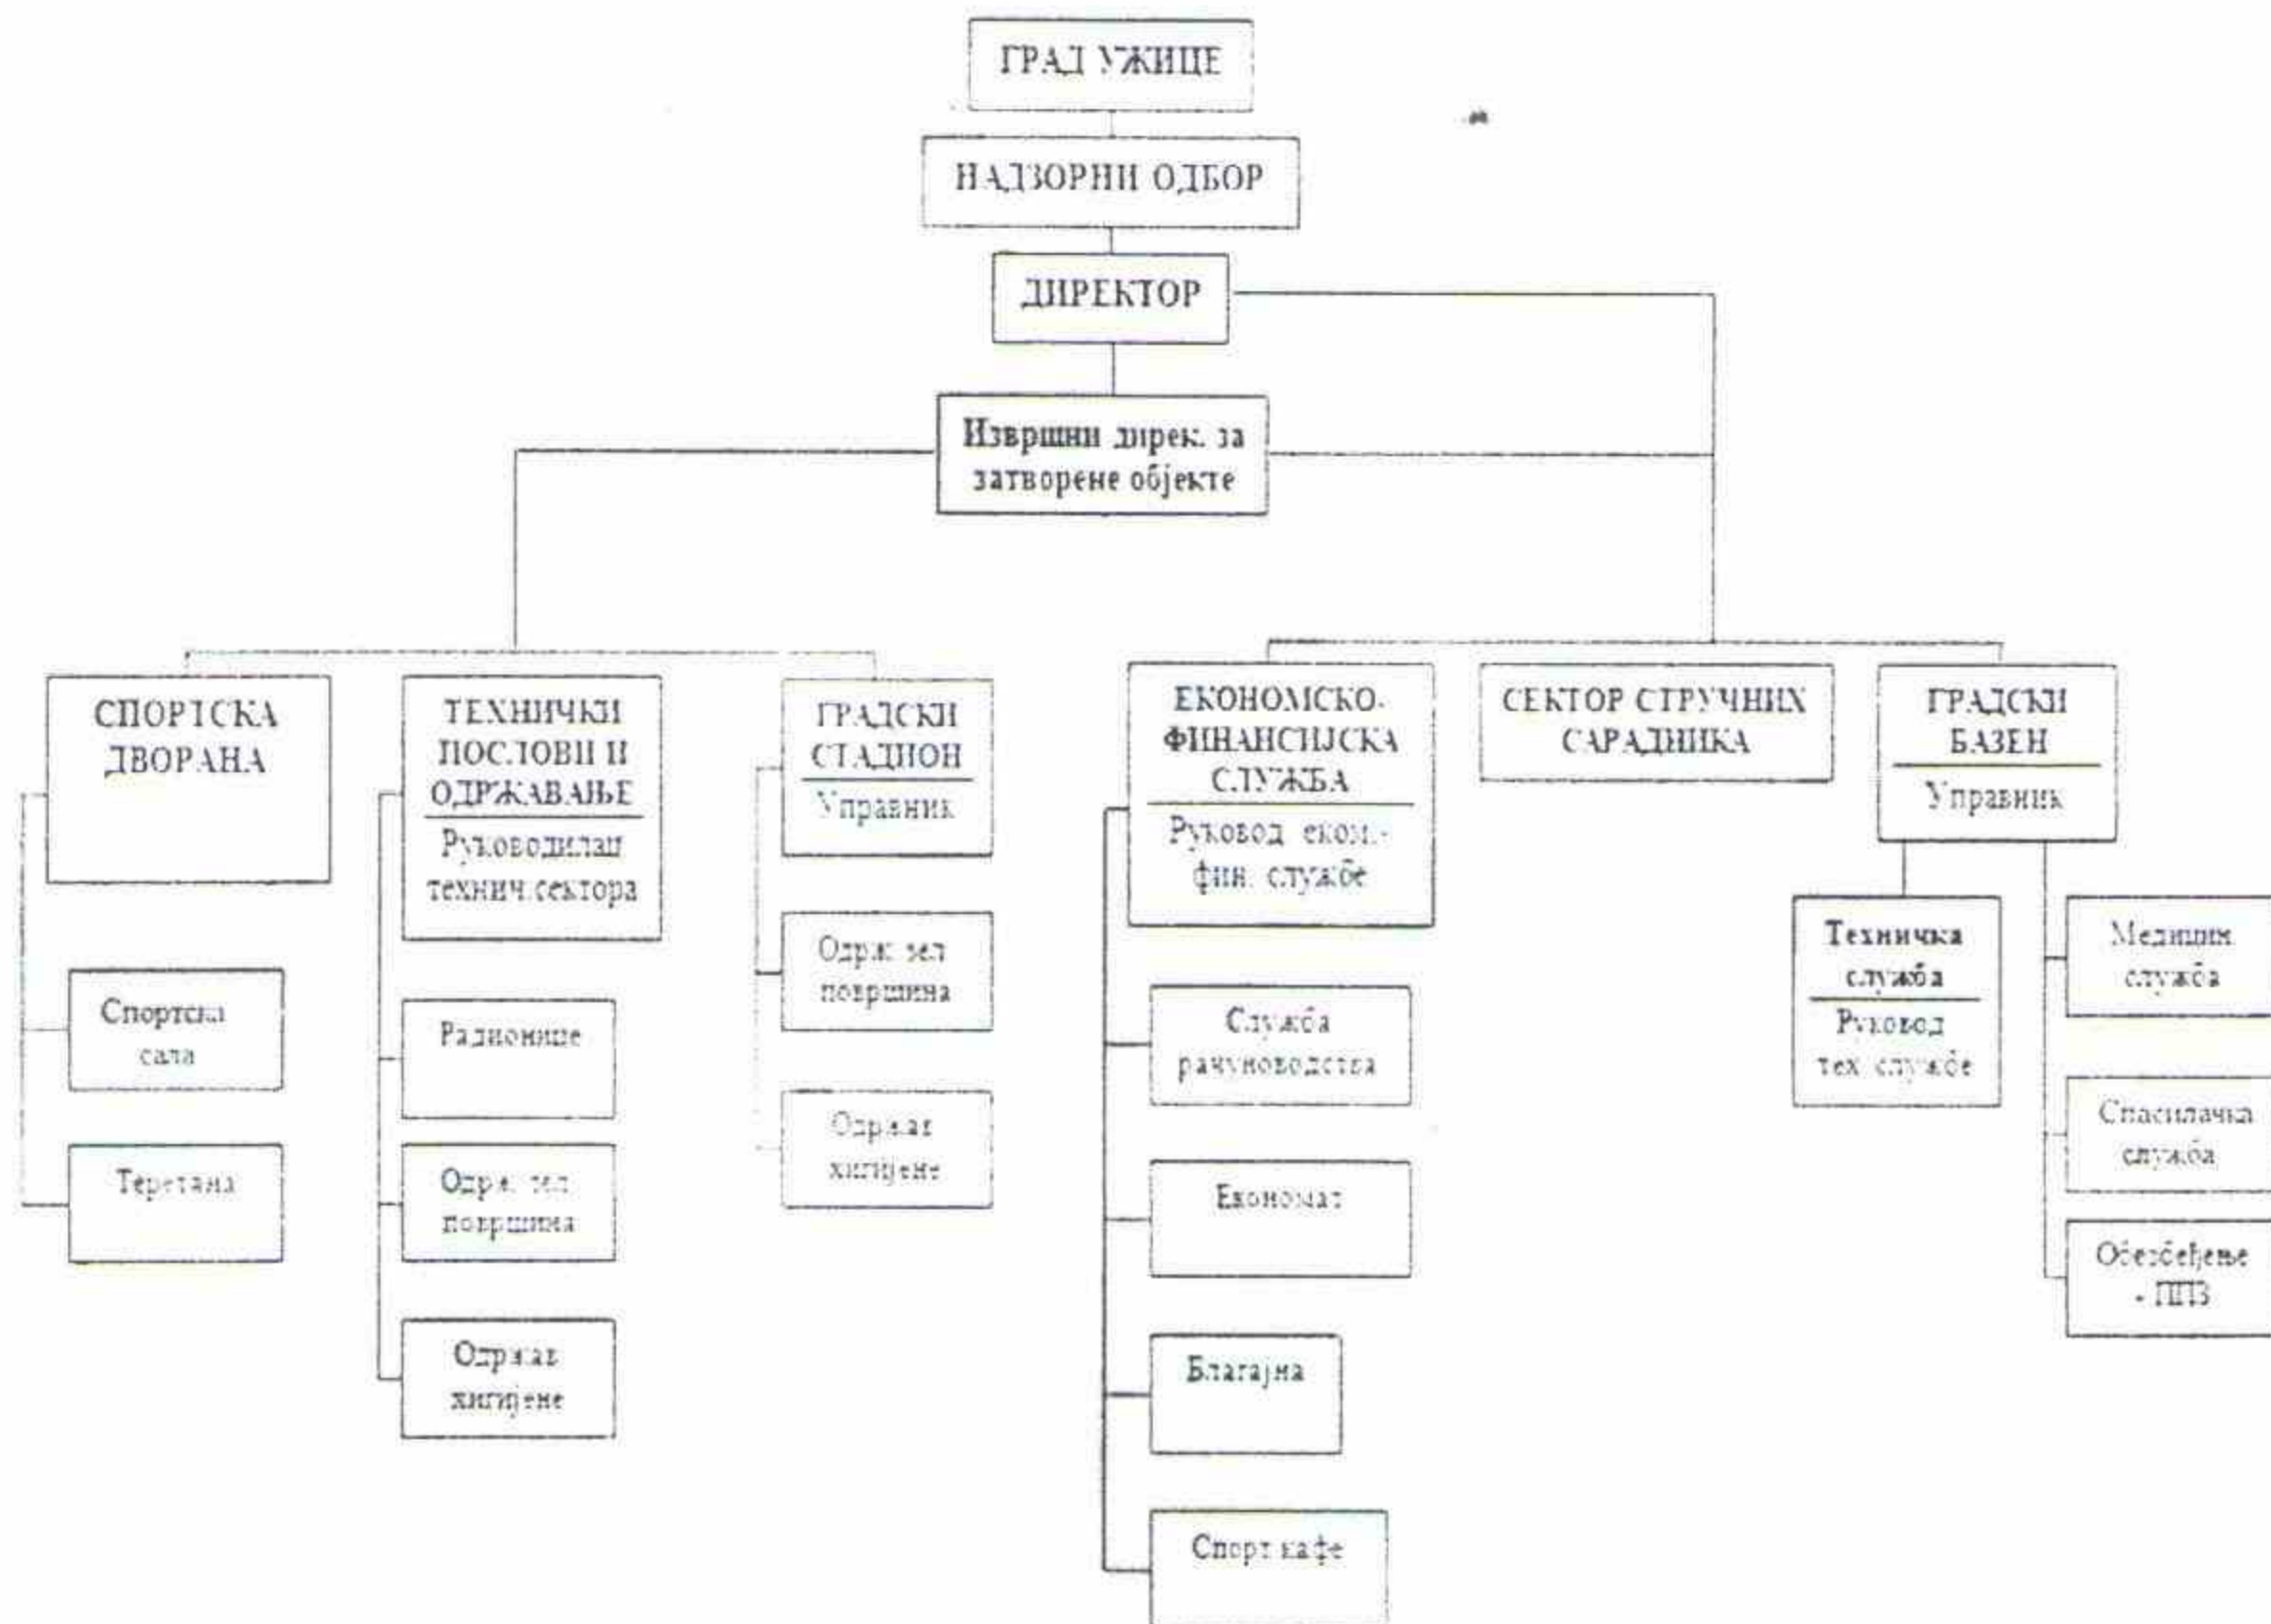 ГРАД УЖИЦЕ
НАДЗОРНИ ОДБОР
ДИРЕКТОР
Извршни дирек. за
затворене објекте
СПОРТСКА
ДВОРАНА
Спортска
сала
Теретана
ТЕХНИЧКИ
ПОСЛОВИ И
ОДРЖАВАЊЕ
Руководилац
технич.сектора
Радионице
Одрж. зел
површина
Одржав
хигијене
ГРАДСКИ
СТАДИОН
Управник
Одрж. зел
површина
Одржав
хигијене
ЕКОНОМСКО-
ФИНАНСИЈСКА
СЛУЖБА
Руковод еком.-
фин. службе
Служба
рачуноводства
Економат
Благајна
Спорт кафе
СЕКТОР СТРУЧНИХ
САРАДНИКА
ГРАДСКИ
БАЗЕН
Управник
Техничка
служба
Руковод
тех службе
Медицин
служба
Спасилачка
служба
Обезбеђење
- ППЗ